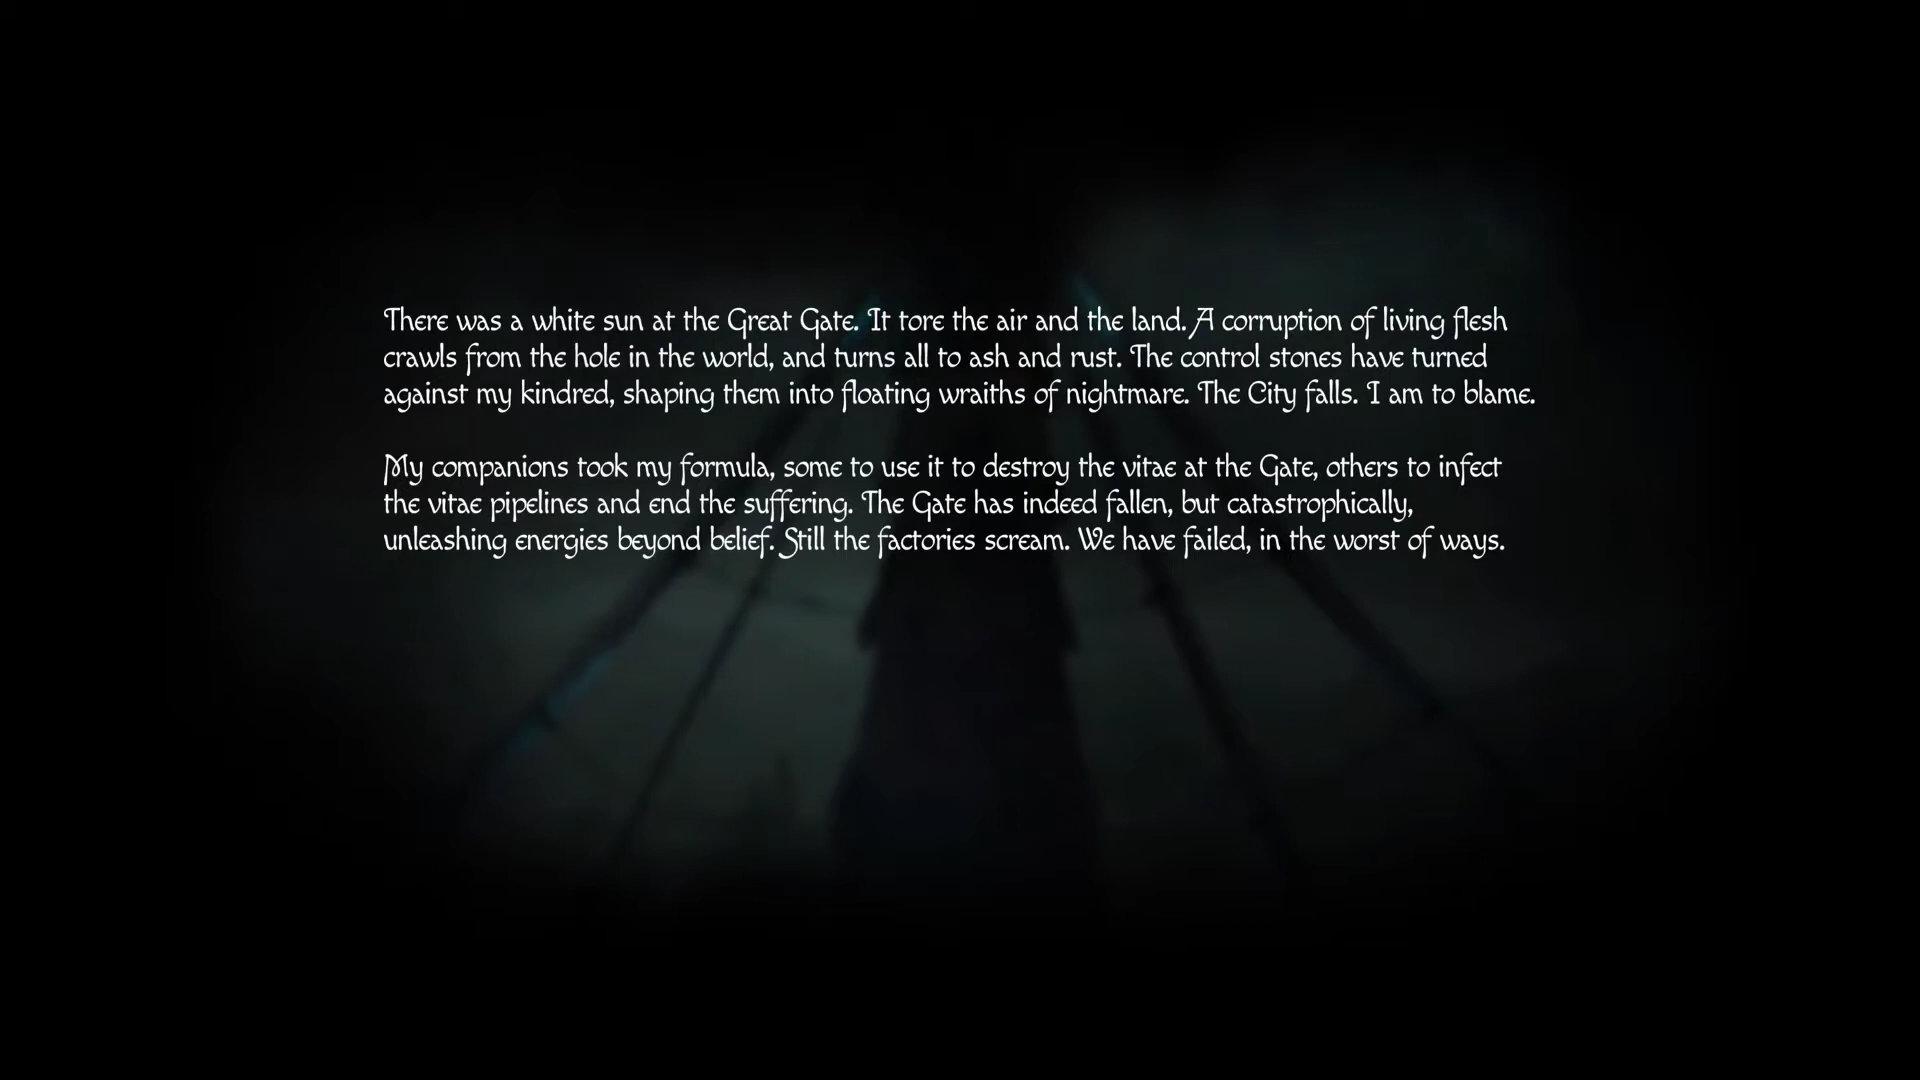 There was a white sun at the Great Gate. It tore the air and the land. A corruption of living flesh
crawls from the hole in the world, and turns all to ash and rust. The control stones have turned
against my kindred, shaping them into floating wraiths of nightmare. The City falls. I am to blame.
My companions took my formula, some to use it to destroy the vitae at the Gate, others to infect
the vitae pipelines and end the suffering. The Gate has indeed fallen, but catastrophically,
unleashing energies beyond belief. Still the factories scream. We have failed, in the worst of ways.